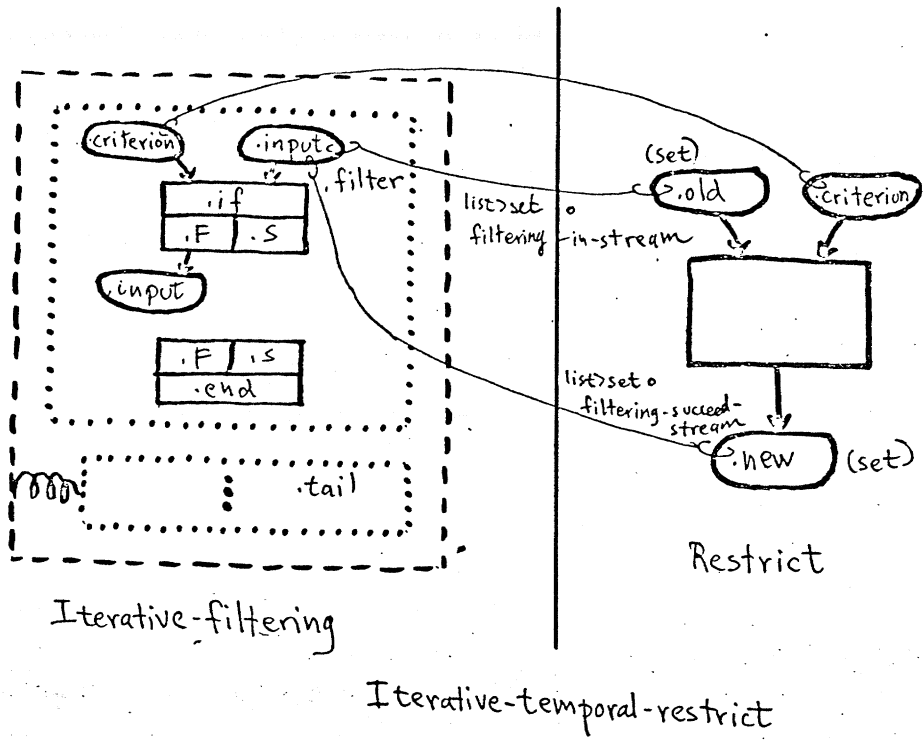 .criterion
.input
.filter
.if
.F .S
.input
.F .S
.end
.tail
Iterative-filtering
list>set o
filtering-in-stream
list>set o
filtering-succeed-
stream
(set)
.old
.criterion
.new
(set)
Restrict
Iterative-temporal-restrict